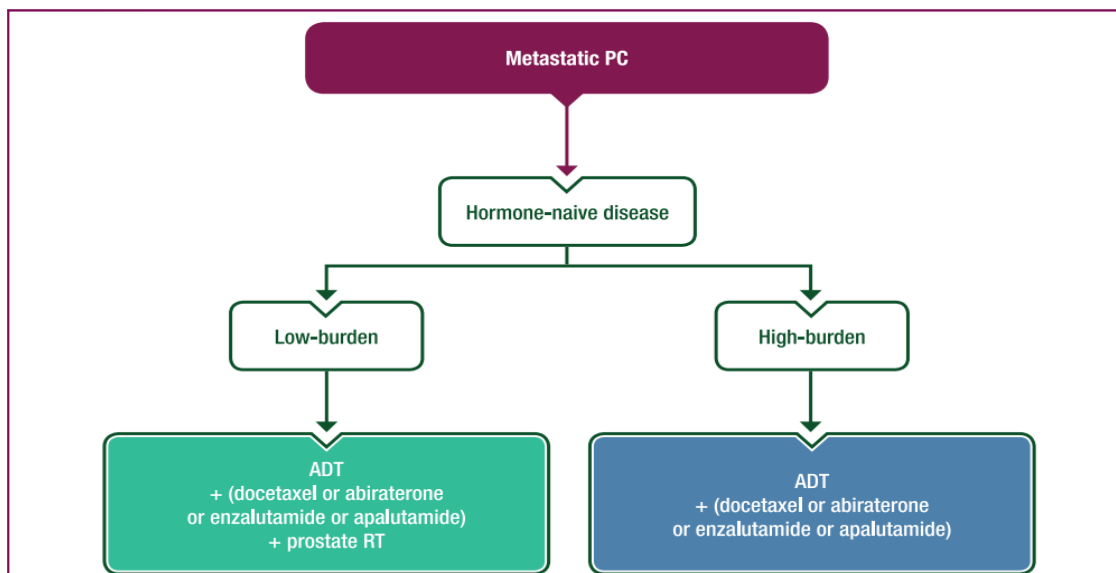 Metastatic PC
Hormone-naive disease
Low-burden
High-burden
ADT
+ (docetaxel or abiraterone
or enzalutamide or apalutamide)
+ prostate RT
ADT
+ (docetaxel or abiraterone
or enzalutamide or apalutamide)